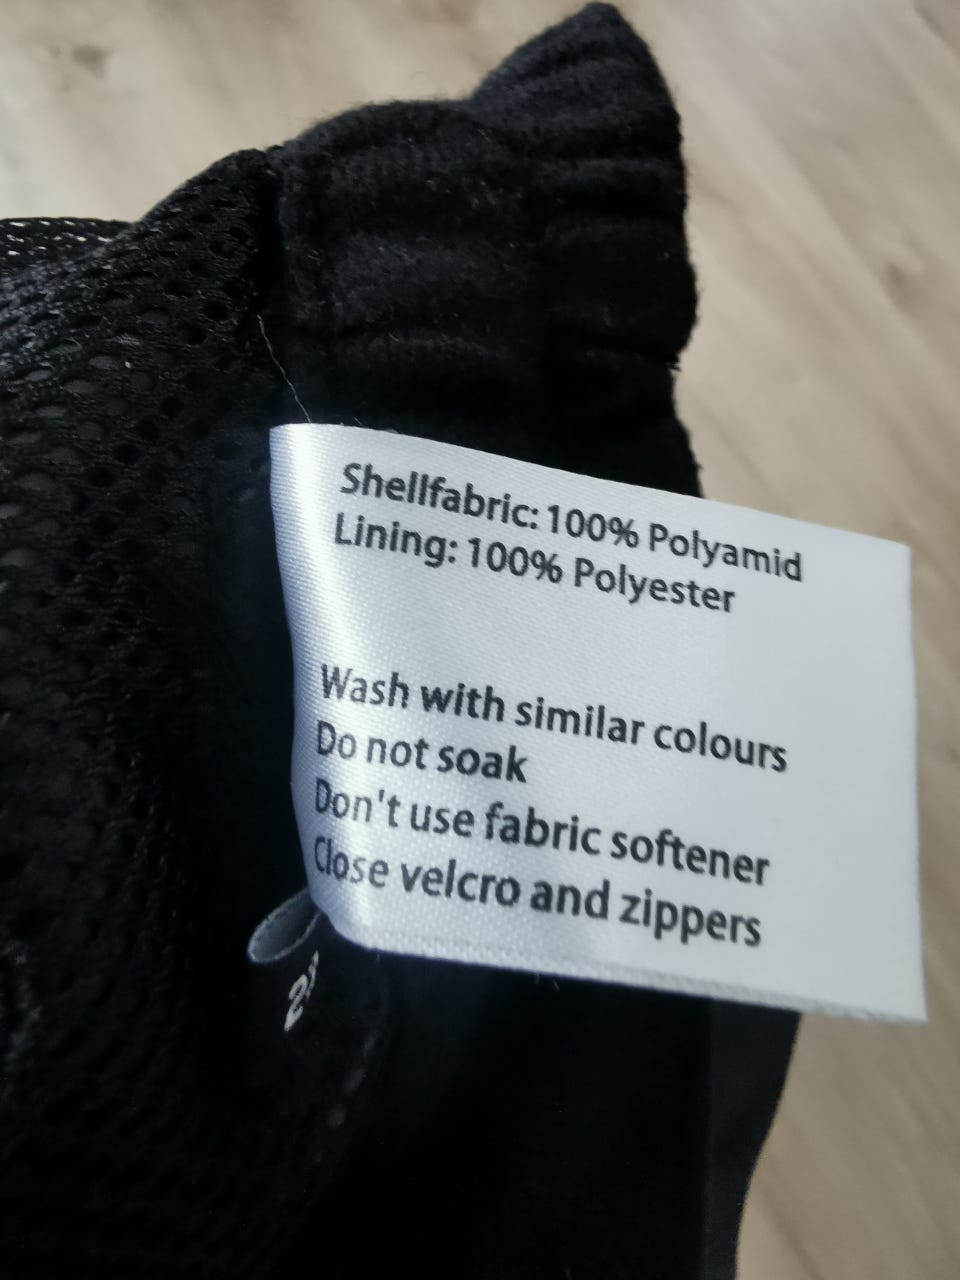 Shellfabric: 100% Polyamid
Lining: 100% Polyester
Wash with similar colours
Do not soak
Don't use fabric softener
Close velcro and zippers